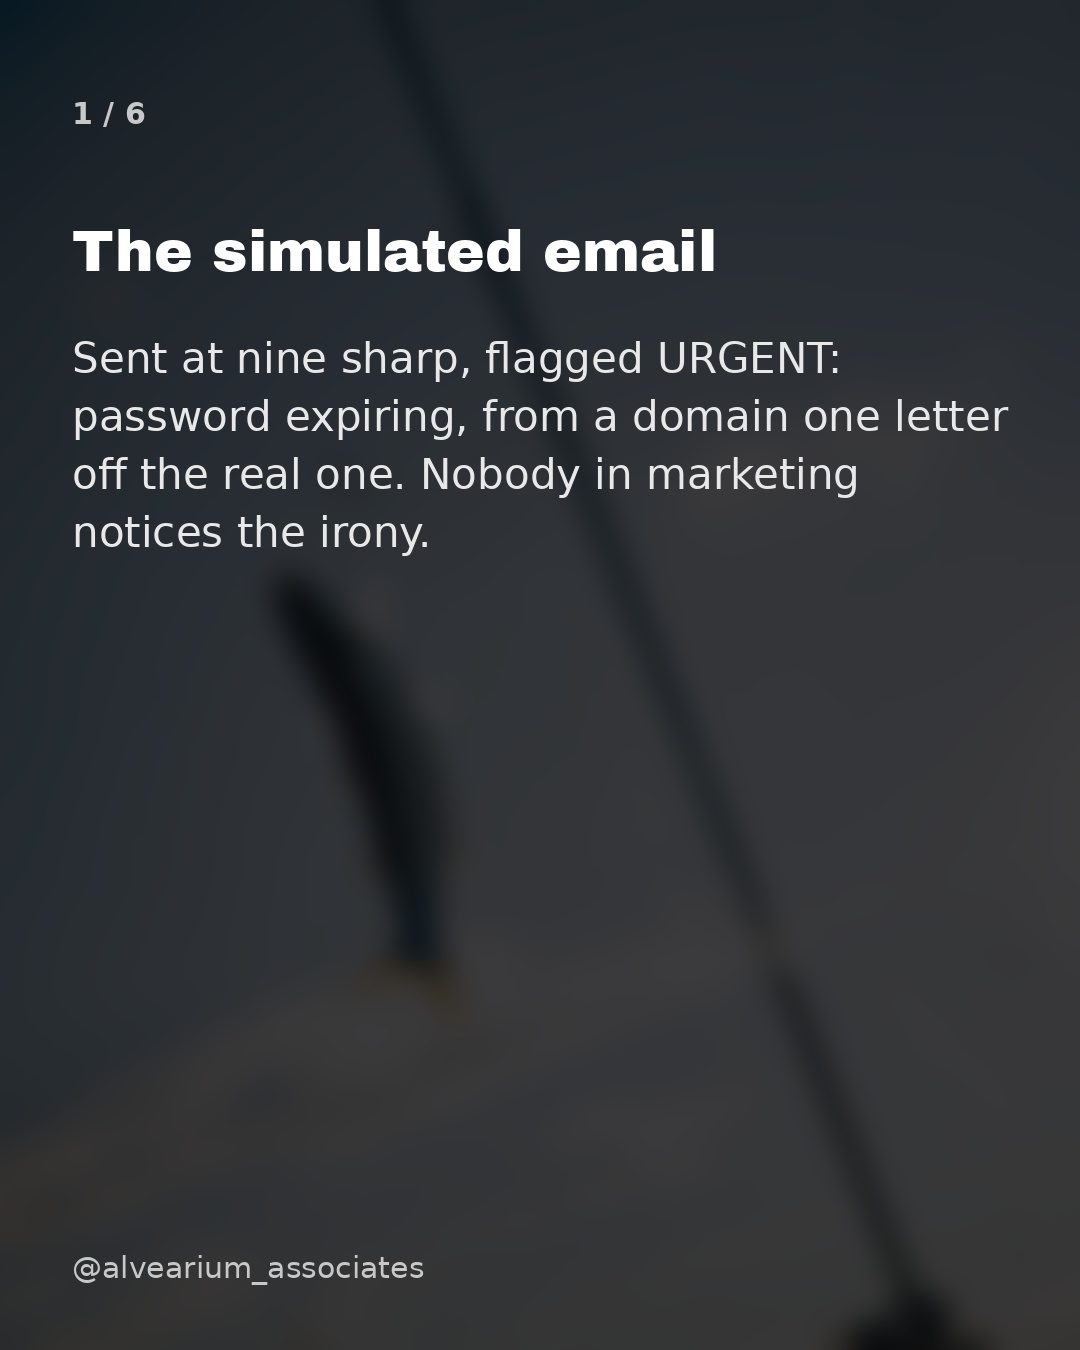 1 / 6
The simulated email
Sent at nine sharp, flagged URGENT:
password expiring, from a domain one letter
off the real one. Nobody in marketing
notices the irony.
@alvearium_associates